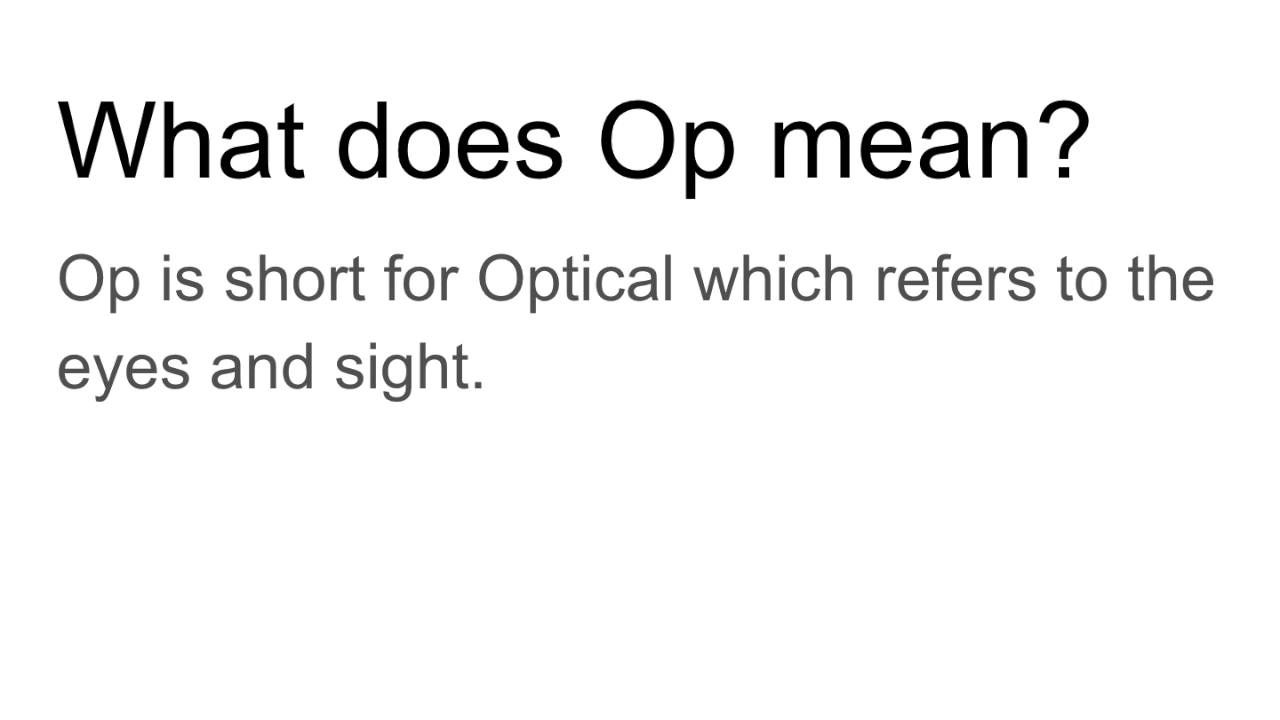 What does Op mean?
Op is short for Optical which refers to the
eyes and sight.